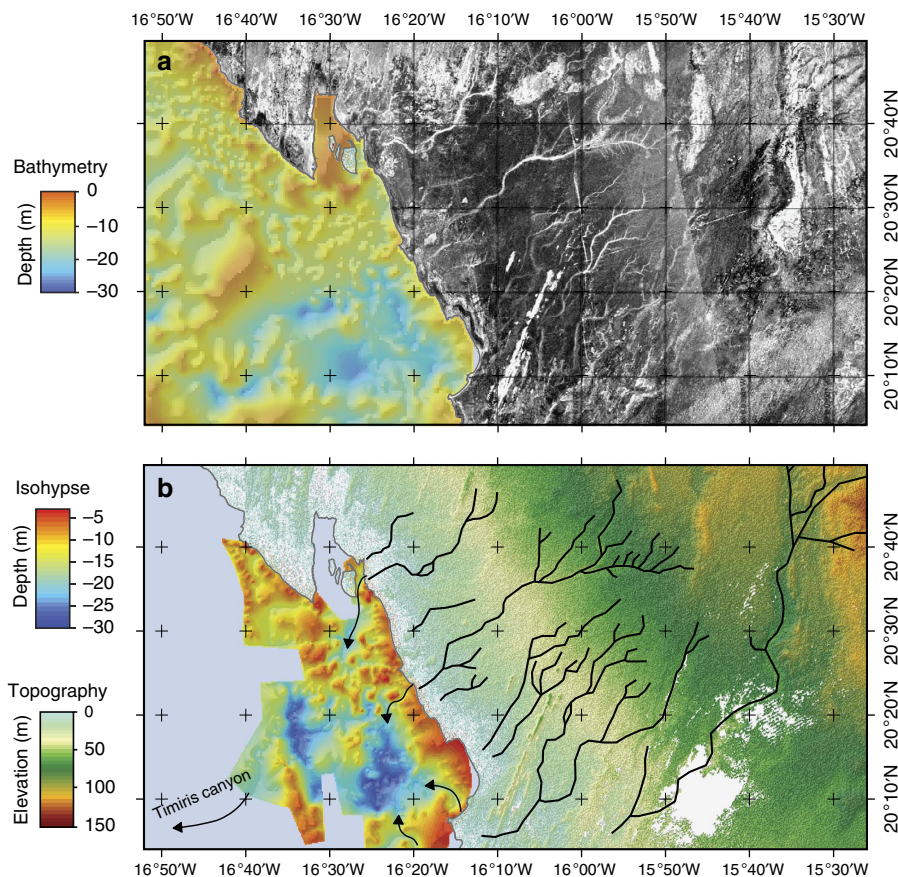 16°50'W 16°40'W 16°30'W 16°20'W 16°10'W 16°00'W 15°50'W 15°40'W 15°30'W
a
20°40'N
20°30'N
20°20'N
20°10'N
Bathymetry
Depth (m)
0
−10
−20
−30
b
20°40'N
20°30'N
20°20'N
20°10'N
Isohypse
Depth (m)
−5
−10
−15
−20
−25
−30
Topography
Elevation (m)
0
50
100
150
Timiris canyon
16°50'W 16°40'W 16°30'W 16°20'W 16°10'W 16°00'W 15°50'W 15°40'W 15°30'W